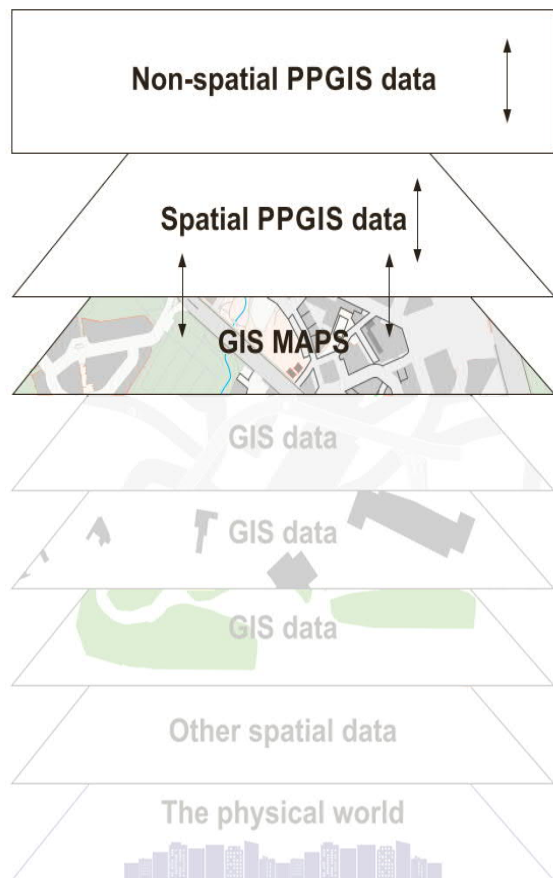 Non-spatial PPGIS data
Spatial PPGIS data
GIS MAPS
GIS data
GIS data
GIS data
Other spatial data
The physical world